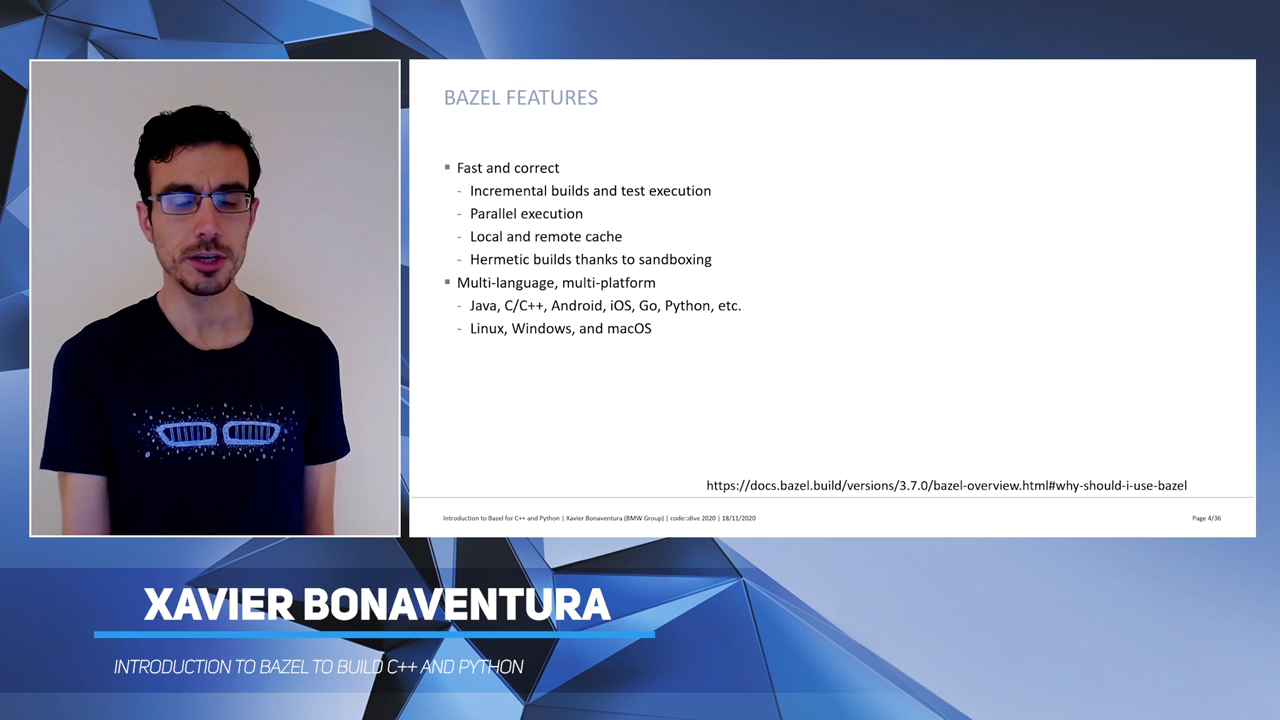 BAZEL FEATURES
▪ Fast and correct
- Incremental builds and test execution
- Parallel execution
- Local and remote cache
- Hermetic builds thanks to sandboxing
▪ Multi-language, multi-platform
- Java, C/C++, Android, iOS, Go, Python, etc.
- Linux, Windows, and macOS
https://docs.bazel.build/versions/3.7.0/bazel-overview.html#why-should-i-use-bazel
Introduction to Bazel for C++ and Python | Xavier Bonaventura (BMW Group) | code::dive 2020 | 18/11/2020
Page 4/36
XAVIER BONAVENTURA
INTRODUCTION TO BAZEL TO BUILD C++ AND PYTHON